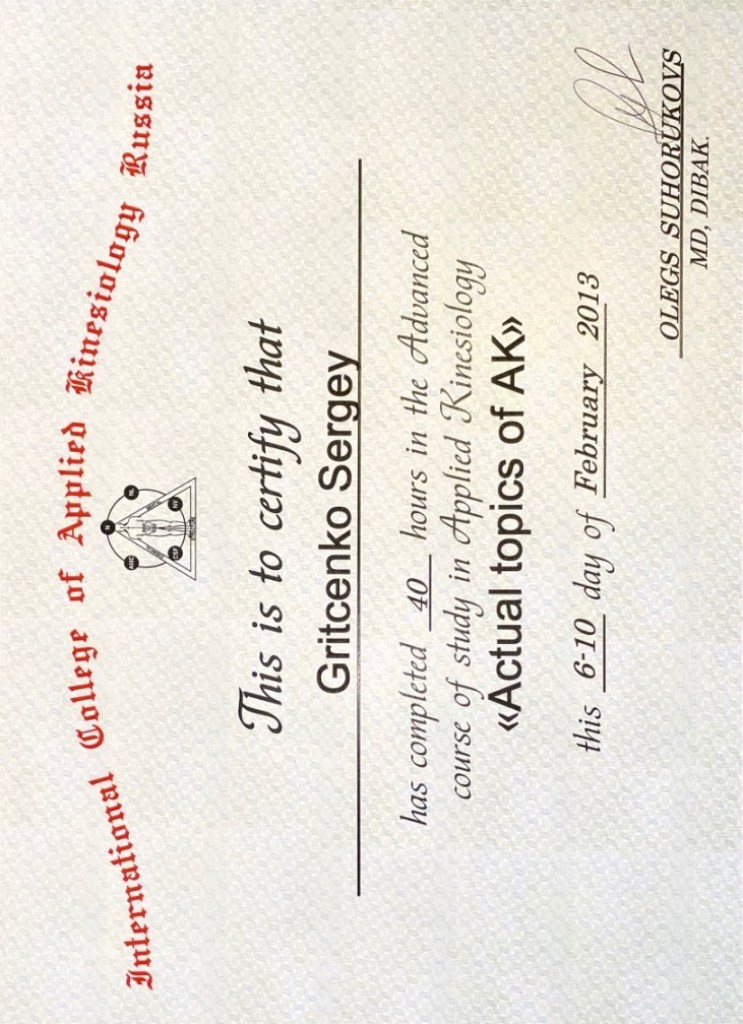 International College of Applied Kinesiology Russia
N
AMC
NL
CSF
NV
This is to certify that
Gritcenko Sergey
has completed 40 hours in the Advanced
course of study in Applied Kinesiology
«Actual topics of AK»
this 6-10 day of February 2013
OLEGS SUHORUKOVS
MD, DIBAK.